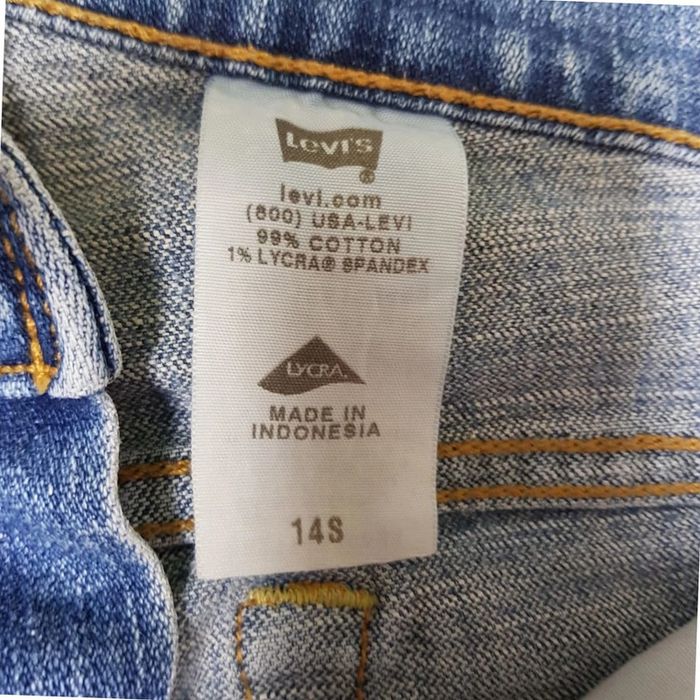 Levi's
®
levi.com
(800) USA-LEVI
99% COTTON
1% LYCRA® SPANDEX
LYCRA.
MADE IN
INDONESIA
14S